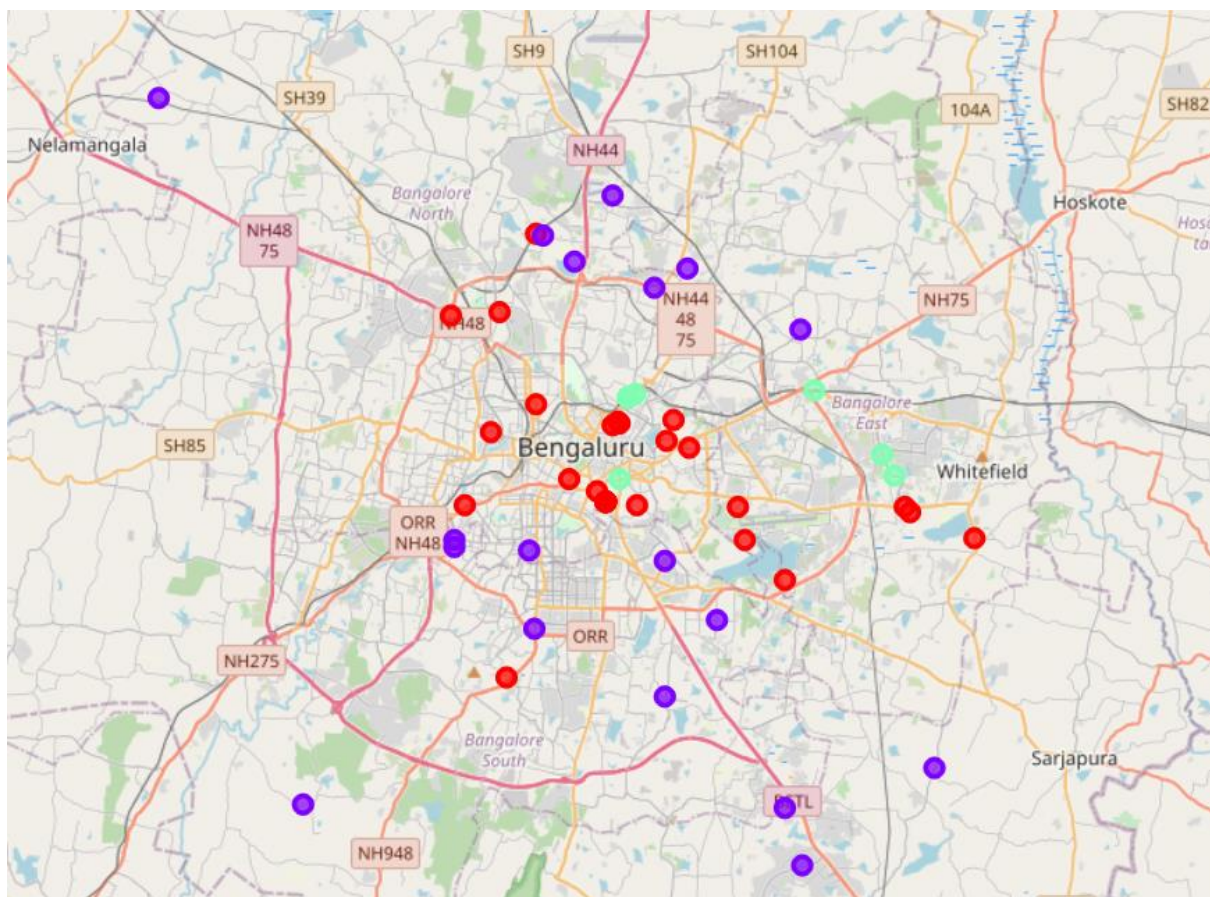 SH9
SH104
SH39
104A
SH82
Nelamangala
NH44
Bangalore
North
Hoskote
NH48
75
NH75
NH44
48
75
NH48
Bangalore
East
SH85
Bengaluru
Whitefield
ORR
NH48
ORR
NH275
Bangalore
South
Sarjapura
NH948